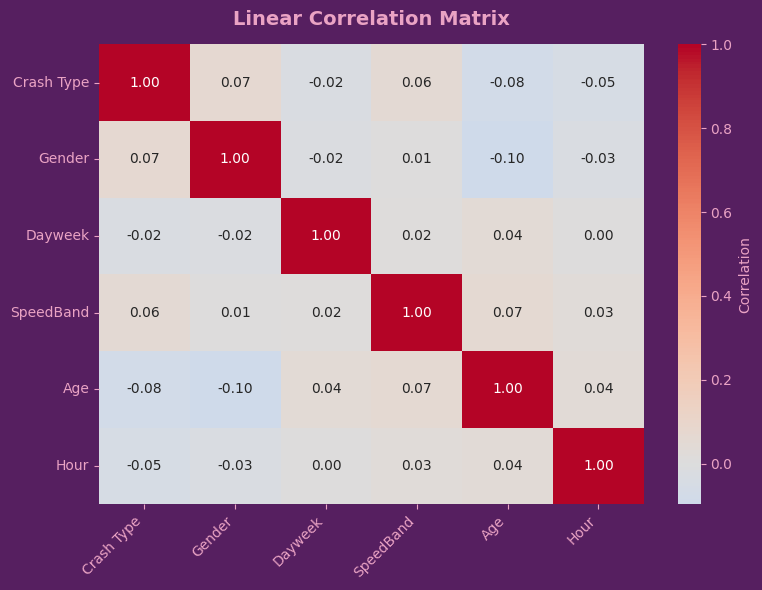 Linear Correlation Matrix
Crash Type 1.00 0.07 -0.02 0.06 -0.08 -0.05
Gender 0.07 1.00 -0.02 0.01 -0.10 -0.03
Dayweek -0.02 -0.02 1.00 0.02 0.04 0.00
SpeedBand 0.06 0.01 0.02 1.00 0.07 0.03
Age -0.08 -0.10 0.04 0.07 1.00 0.04
Hour -0.05 -0.03 0.00 0.03 0.04 1.00
Crash Type Gender Dayweek SpeedBand Age Hour
1.0
0.8
0.6
0.4
0.2
0.0
Correlation